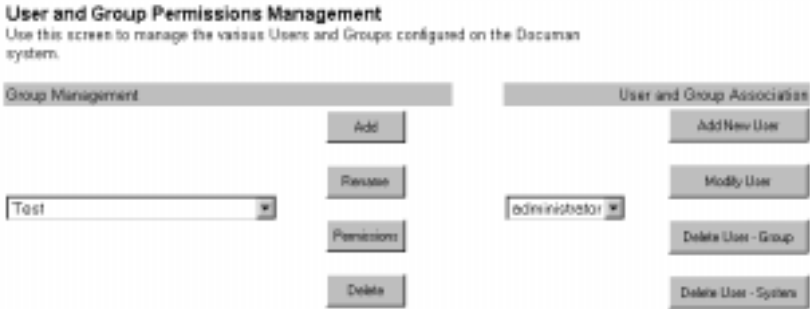 User and Group Permissions Management
Use this screen to manage the various Users and Groups configured on the Documan
system.
Group Management
User and Group Association
Add
Add New User
Rename
Modify User
Test
administrator
Permissions
Delete User - Group
Delete
Delete User - System